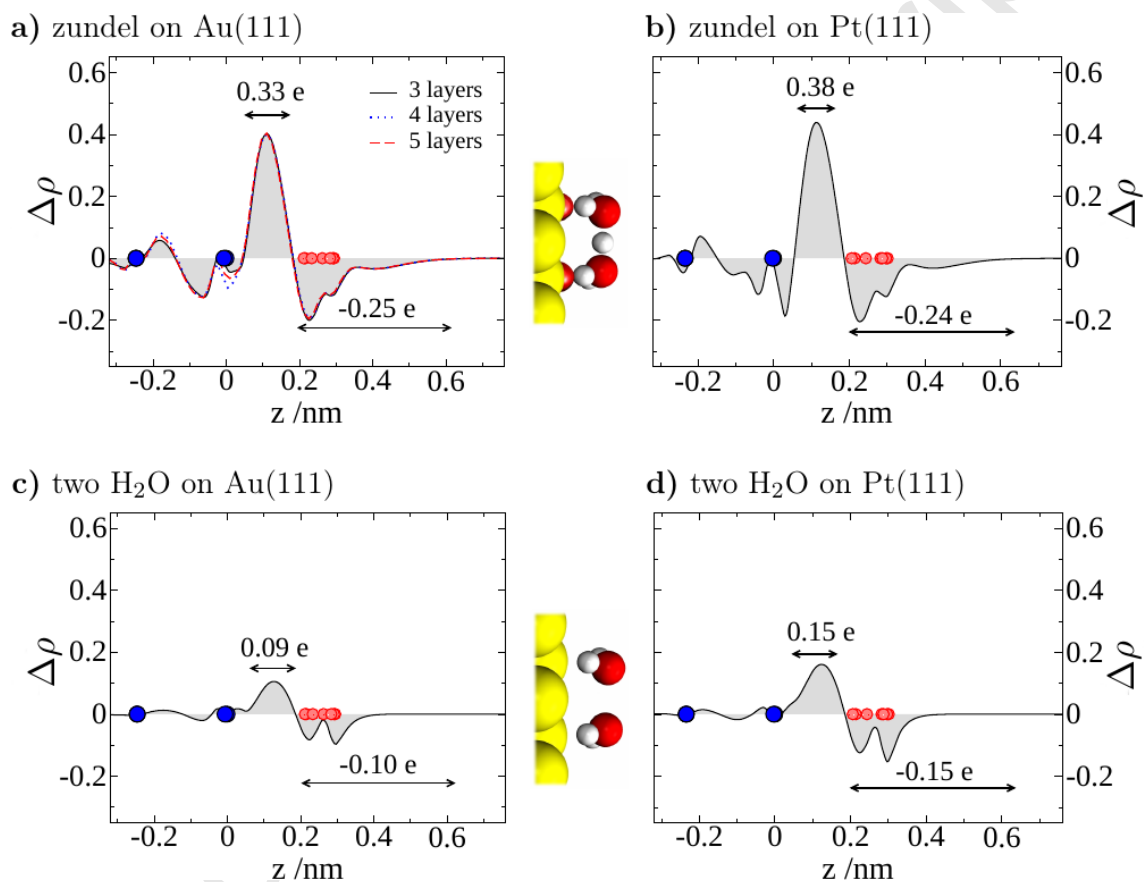 a) zundel on Au(111)
b) zundel on Pt(111)
0.6
0.4
0.2
0
-0.2
Δρ
0.33 e
3 layers
4 layers
5 layers
-0.25 e
-0.2 0 0.2 0.4 0.6
z /nm
0.38 e
-0.24 e
0.6
0.4
0.2
0
-0.2
Δρ
-0.2 0 0.2 0.4 0.6
z /nm
c) two H₂O on Au(111)
d) two H₂O on Pt(111)
0.6
0.4
0.2
0
-0.2
Δρ
0.09 e
-0.10 e
-0.2 0 0.2 0.4 0.6
z /nm
0.15 e
-0.15 e
0.6
0.4
0.2
0
-0.2
Δρ
-0.2 0 0.2 0.4 0.6
z /nm